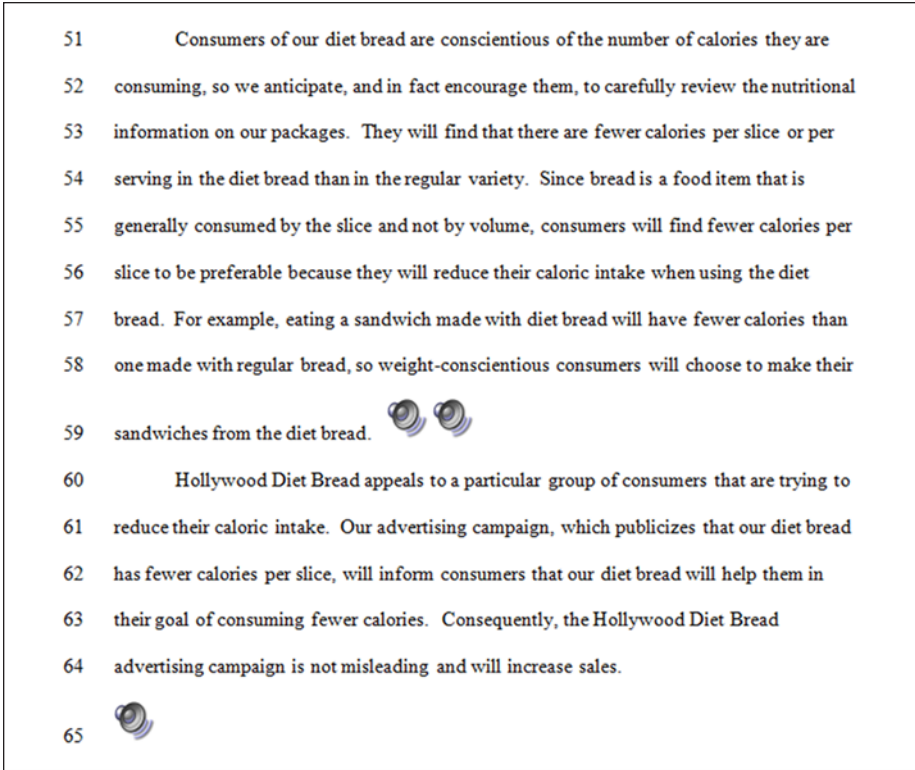 51 Consumers of our diet bread are conscientious of the number of calories they are
52 consuming, so we anticipate, and in fact encourage them, to carefully review the nutritional
53 information on our packages. They will find that there are fewer calories per slice or per
54 serving in the diet bread than in the regular variety. Since bread is a food item that is
55 generally consumed by the slice and not by volume, consumers will find fewer calories per
56 slice to be preferable because they will reduce their caloric intake when using the diet
57 bread. For example, eating a sandwich made with diet bread will have fewer calories than
58 one made with regular bread, so weight-conscientious consumers will choose to make their
59 sandwiches from the diet bread.
60 Hollywood Diet Bread appeals to a particular group of consumers that are trying to
61 reduce their caloric intake. Our advertising campaign, which publicizes that our diet bread
62 has fewer calories per slice, will inform consumers that our diet bread will help them in
63 their goal of consuming fewer calories. Consequently, the Hollywood Diet Bread
64 advertising campaign is not misleading and will increase sales.
65